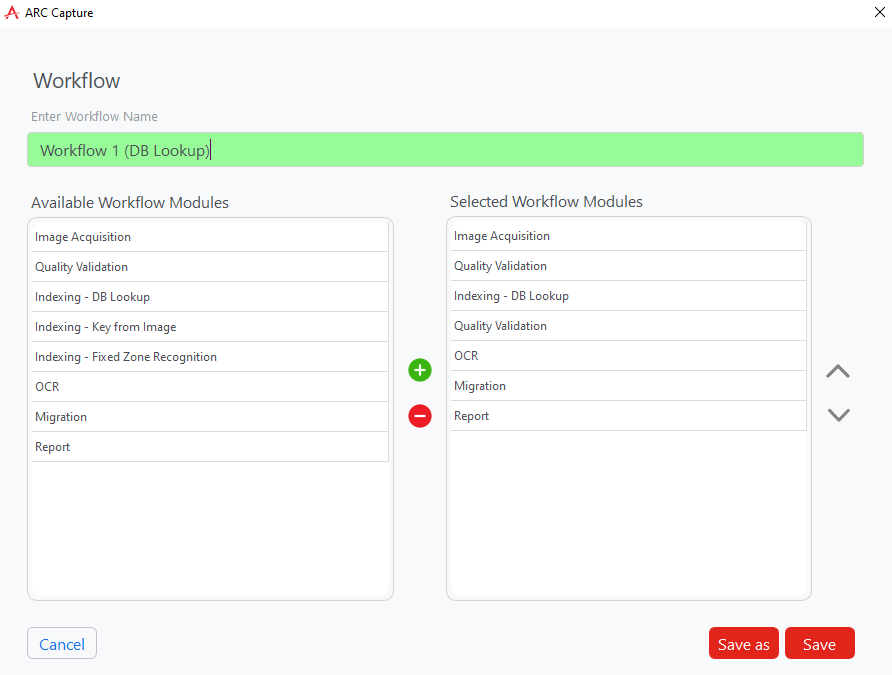 ARC Capture
Workflow
Enter Workflow Name
Workflow 1 (DB Lookup)
Available Workflow Modules
Image Acquisition
Quality Validation
Indexing - DB Lookup
Indexing - Key from Image
Indexing - Fixed Zone Recognition
OCR
Migration
Report
Selected Workflow Modules
Image Acquisition
Quality Validation
Indexing - DB Lookup
Quality Validation
OCR
Migration
Report
Cancel
Save as
Save